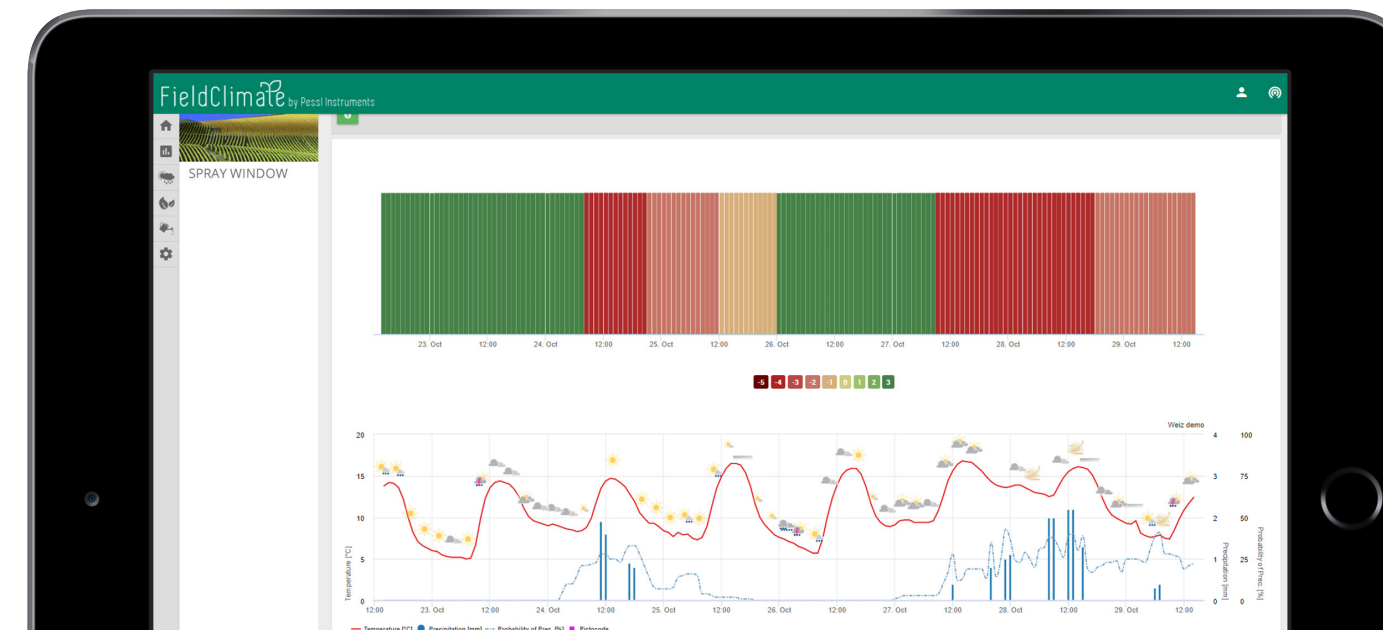 FieldClimate by Pessl Instruments
SPRAY WINDOW
23. Oct 12:00 24. Oct 12:00 25. Oct 12:00 26. Oct 12:00 27. Oct 12:00 28. Oct 12:00 29. Oct 12:00
-5 -4 -3 -2 -1 0 1 2 3
Weiz demo
20 4 100
15 3 75
10 2 50
5 1 25
0 0 0
Temperature [°C]
Precipitation [mm]
Probability of Prec. [%]
12:00 23. Oct 12:00 24. Oct 12:00 25. Oct 12:00 26. Oct 12:00 27. Oct 12:00 28. Oct 12:00 29. Oct 12:00
Temperature [°C] Precipitation [mm] Probability of Prec. [%] Pictocode